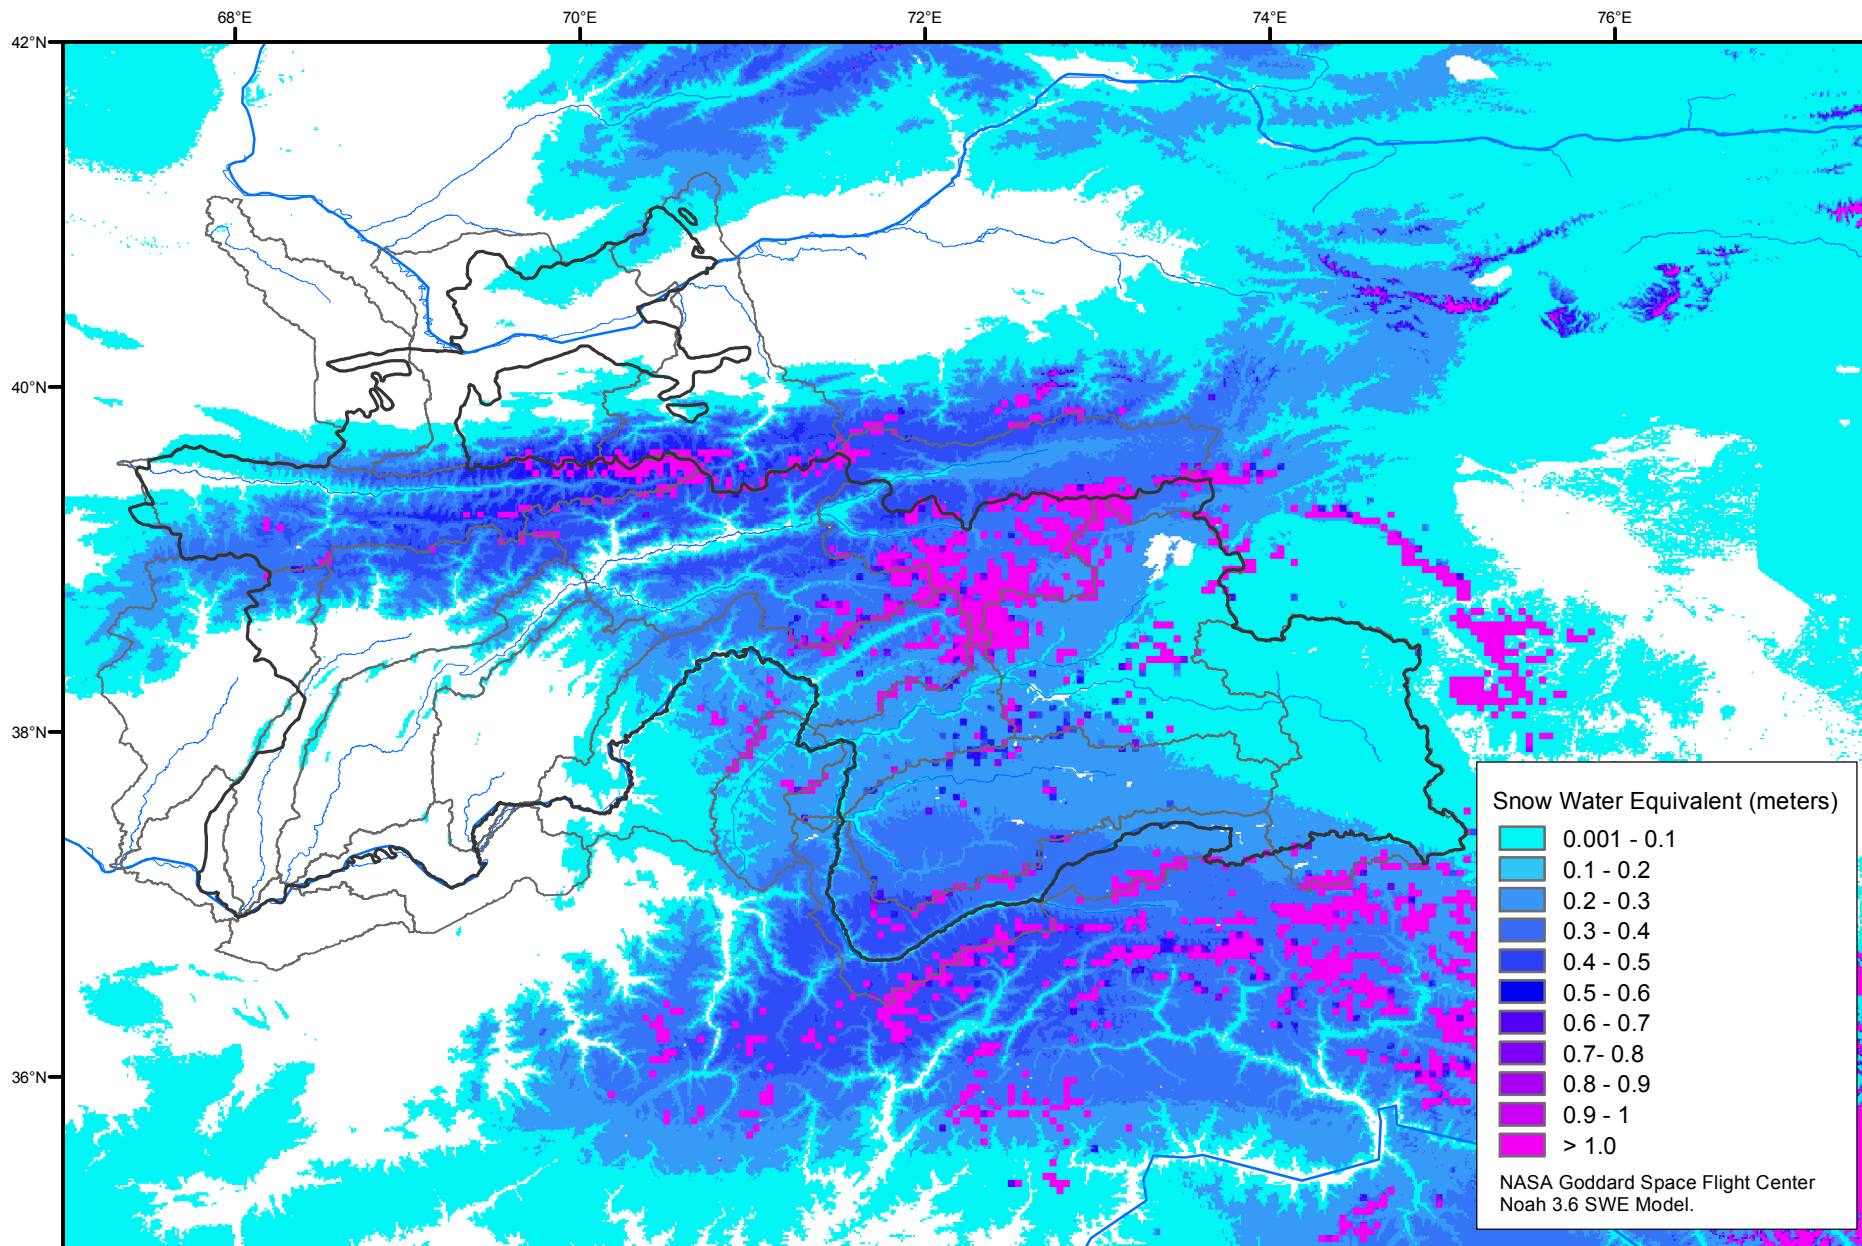 68°E 70°E 72°E 74°E 76°E
42°N
40°N
38°N
36°N
Snow Water Equivalent (meters)
0.001 - 0.1
0.1 - 0.2
0.2 - 0.3
0.3 - 0.4
0.4 - 0.5
0.5 - 0.6
0.6 - 0.7
0.7- 0.8
0.8 - 0.9
0.9 - 1
> 1.0
NASA Goddard Space Flight Center
Noah 3.6 SWE Model.